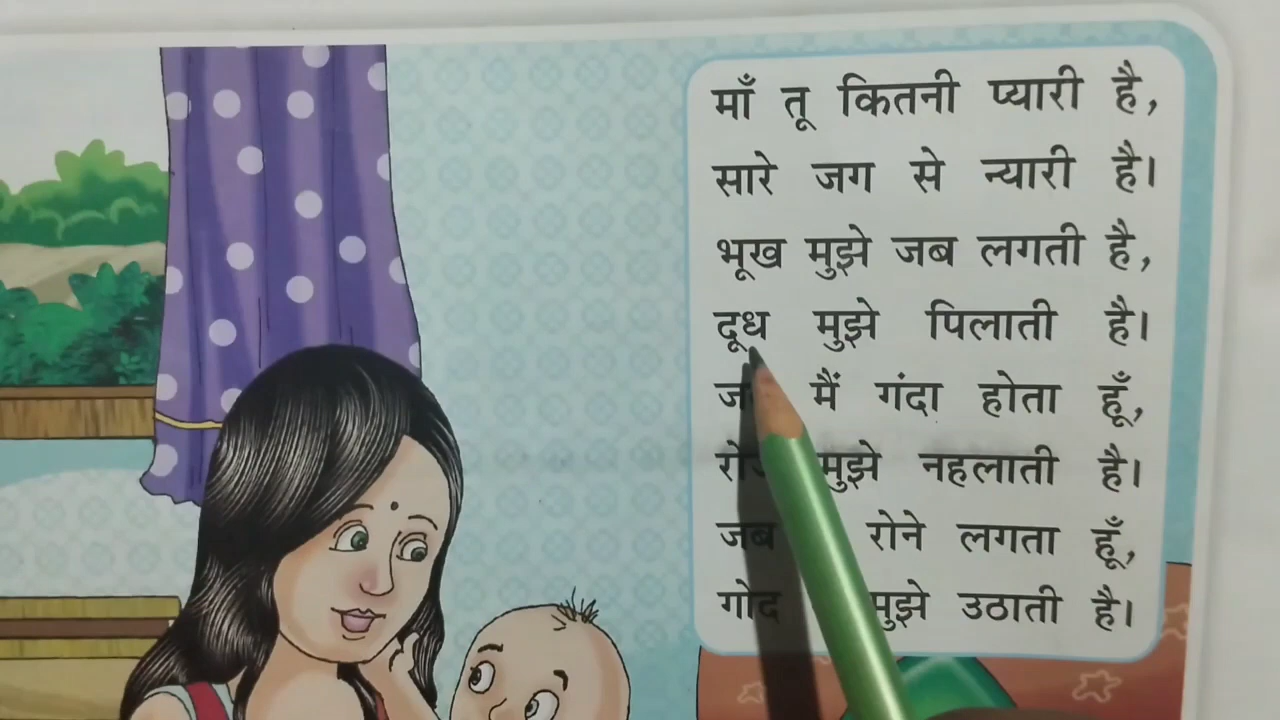 माँ तू कितनी प्यारी है,
सारे जग से न्यारी है।
भूख मुझे जब लगती है,
दूध मुझे पिलाती है।
मैं गंदा होता हूँ,
मुझे नहलाती है।
जब रोने लगता हूँ,
गोद मुझे उठाती है।